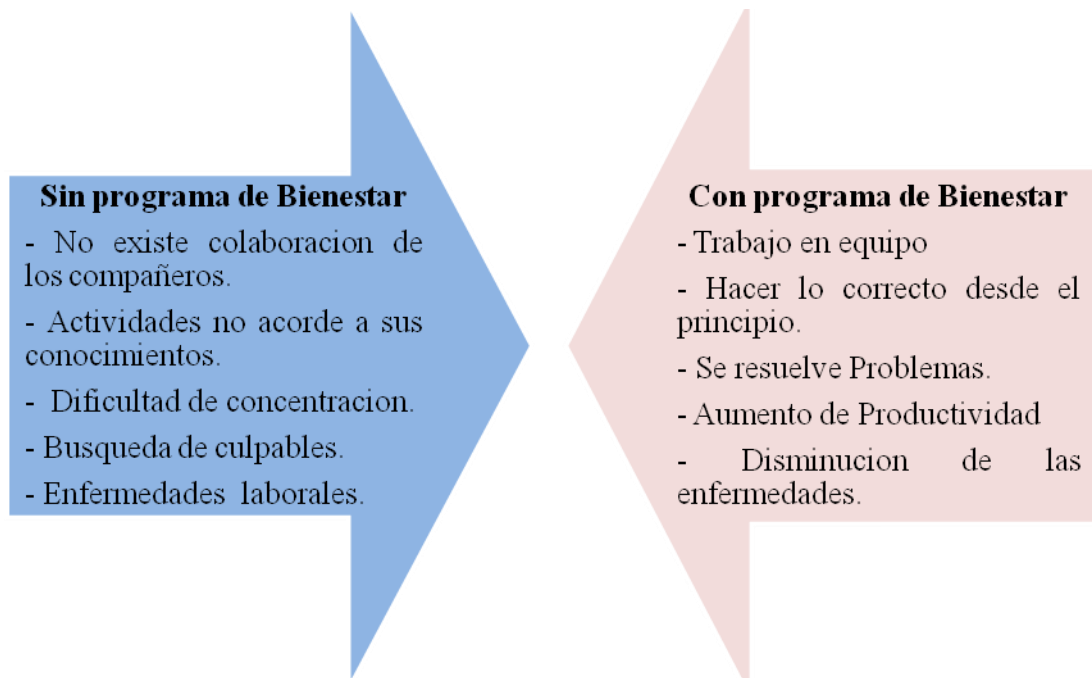 Sin programa de Bienestar
- No existe colaboracion de
los compañeros.
- Actividades no acorde a sus
conocimientos.
- Dificultad de concentracion.
- Busqueda de culpables.
- Enfermedades laborales.
Con programa de Bienestar
- Trabajo en equipo
- Hacer lo correcto desde el
principio.
- Se resuelve Problemas.
- Aumento de Productividad
- Disminucion de las
enfermedades.